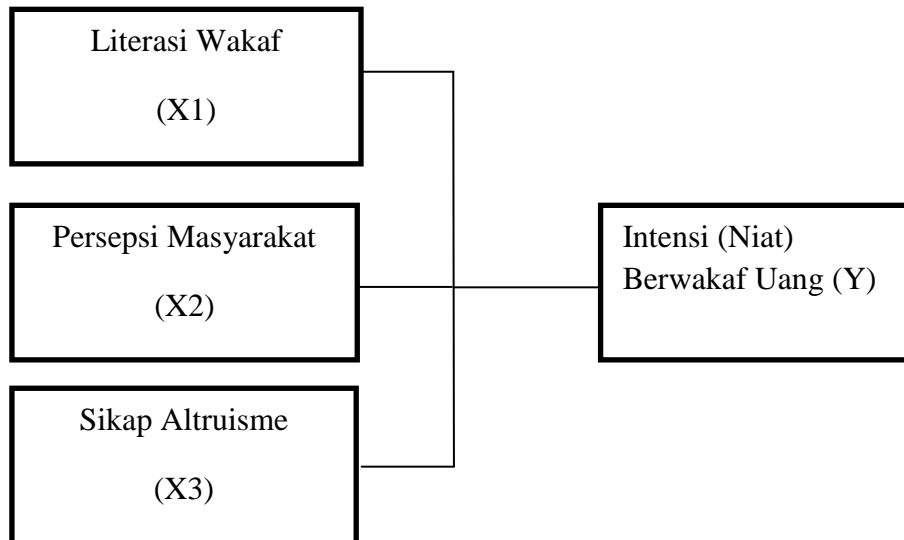 Literasi Wakaf
(X1)
Persepsi Masyarakat
(X2)
Sikap Altruisme
(X3)
Intensi (Niat)
Berwakaf Uang (Y)